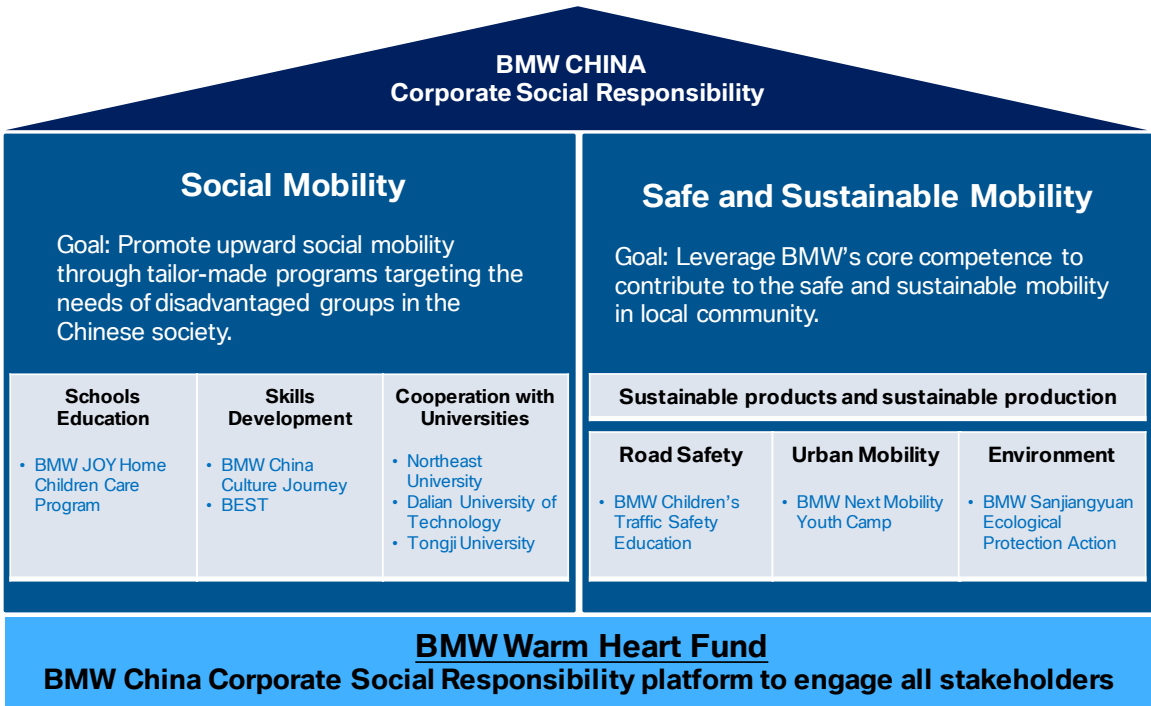 BMW CHINA
Corporate Social Responsibility
Social Mobility
Goal: Promote upward social mobility
through tailor-made programs targeting the
needs of disadvantaged groups in the
Chinese society.
Schools
Education
• BMW JOY Home
Children Care
Program
Skills
Development
• BMW China
Culture Journey
• BEST
Cooperation with
Universities
• Northeast
University
• Dalian University of
Technology
• Tongji University
Safe and Sustainable Mobility
Goal: Leverage BMW's core competence to
contribute to the safe and sustainable mobility
in local community.
Sustainable products and sustainable production
Road Safety
• BMW Children's
Traffic Safety
Education
Urban Mobility
• BMW Next Mobility
Youth Camp
Environment
• BMW Sanjiangyuan
Ecological
Protection Action
BMW Warm Heart Fund
BMW China Corporate Social Responsibility platform to engage all stakeholders